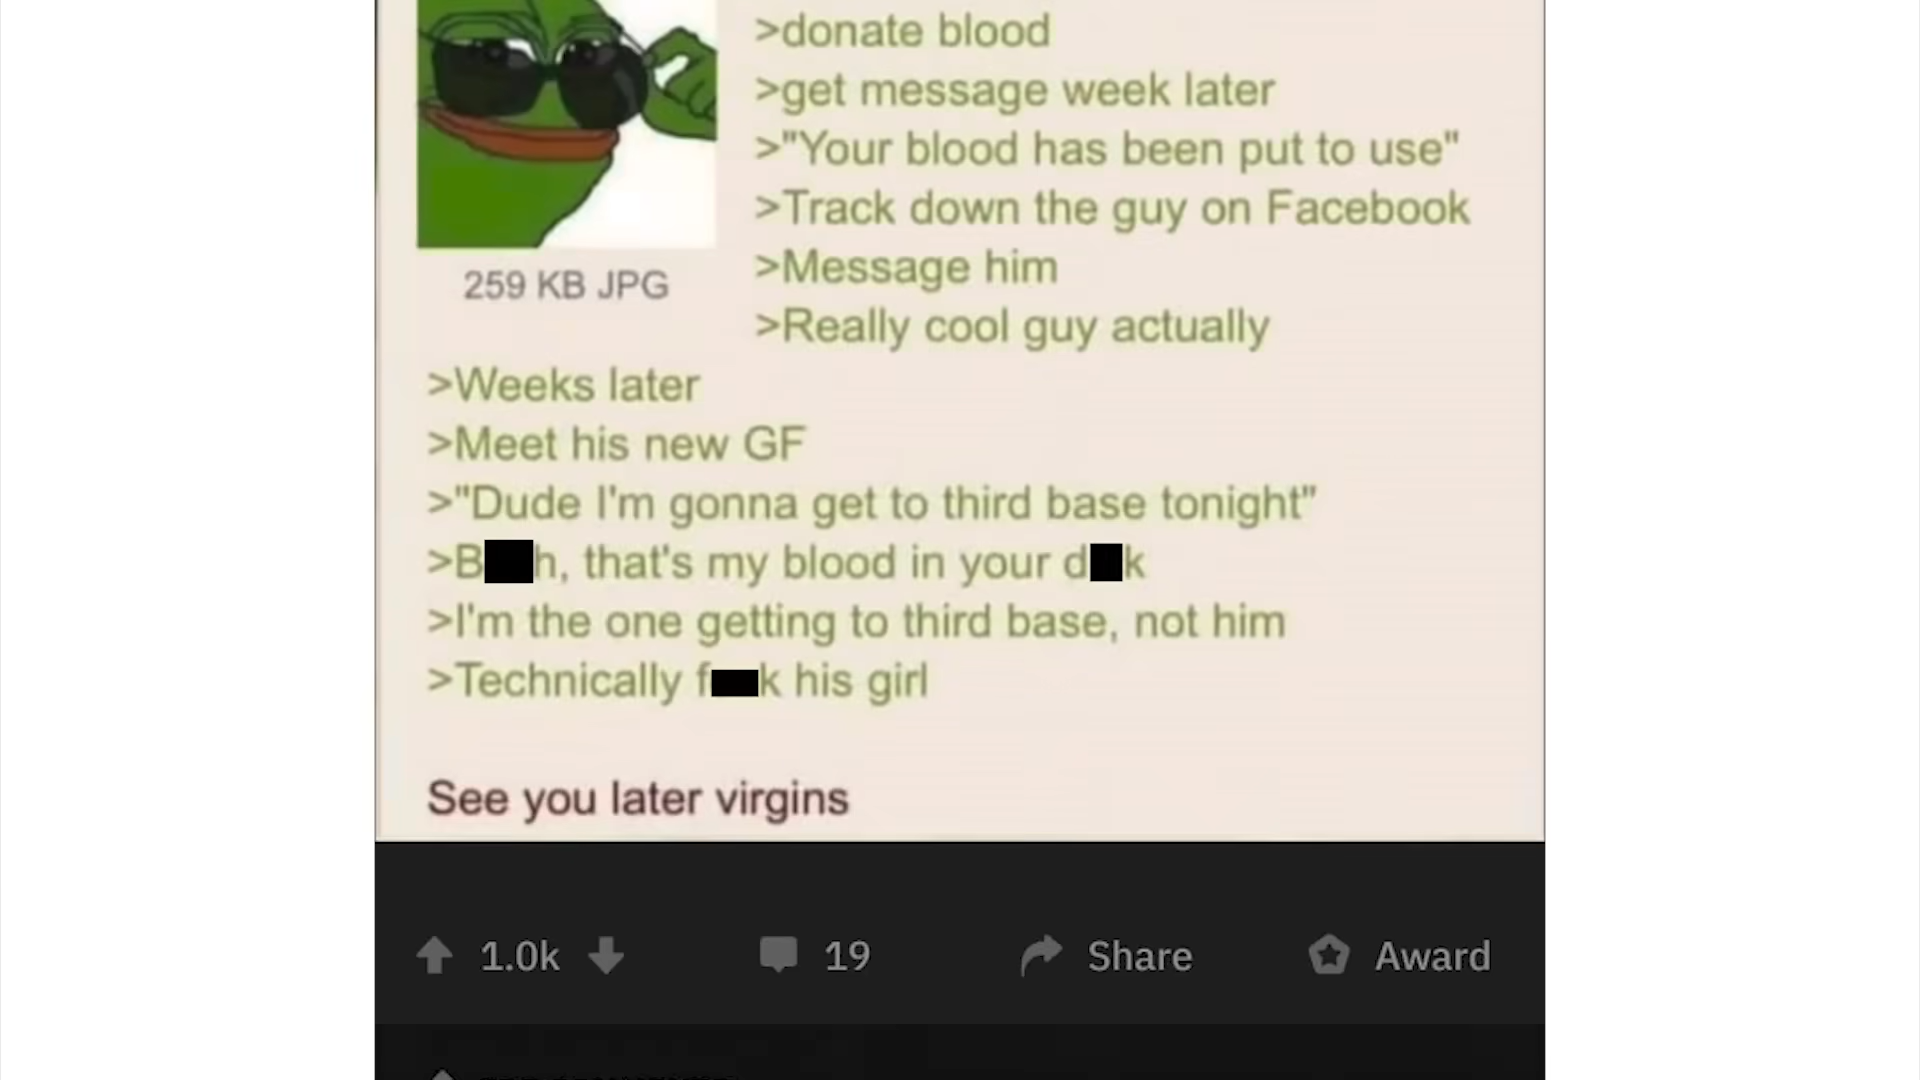 >donate blood
>get message week later
>"Your blood has been put to use"
>Track down the guy on Facebook
>Message him
>Really cool guy actually
259 KB JPG
>Weeks later
>Meet his new GF
>"Dude I'm gonna get to third base tonight"
>B h, that's my blood in your d k
>I'm the one getting to third base, not him
>Technically f k his girl
See you later virgins
1.0k 19 Share Award